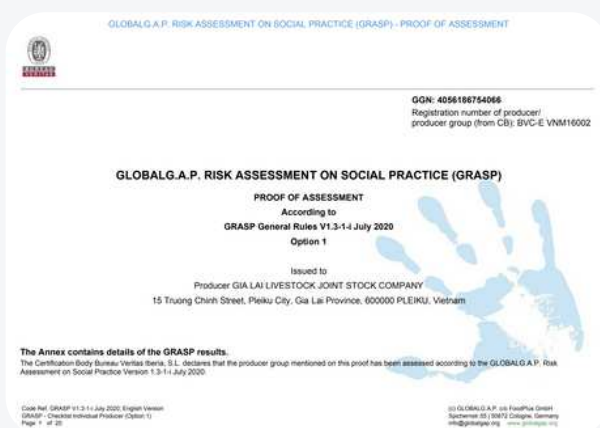 GLOBALG.A.P. RISK ASSESSMENT ON SOCIAL PRACTICE (GRASP) - PROOF OF ASSESSMENT
BUREAU
VERITAS
GGN: 4056186754066
Registration number of producer/
producer group (from CB): BVC-E VNM16002
GLOBALG.A.P. RISK ASSESSMENT ON SOCIAL PRACTICE (GRASP)
PROOF OF ASSESSMENT
According to
GRASP General Rules V1.3-1-i July 2020
Option 1
Issued to
Producer GIA LAI LIVESTOCK JOINT STOCK COMPANY
15 Truong Chinh Street, Pleiku City, Gia Lai Province, 600000 PLEIKU, Vietnam
The Annex contains details of the GRASP results.
The Certification Body Bureau Veritas Iberia, S.L. declares that the producer group mentioned on this proof has been assessed according to the GLOBALG.A.P. Risk
Assessment on Social Practice Version 1.3-1-i July 2020.
Code Ref. GRASP V1.3-1-i July 2020; English Version
GRASP - Checklist Individual Producer (Option 1)
Page 1 of 20
(c) GLOBALG.A.P. c/o FoodPlus GmbH
Spichernstr. 55 | 50672 Cologne, Germany
info@globalgap.org www.globalgap.org